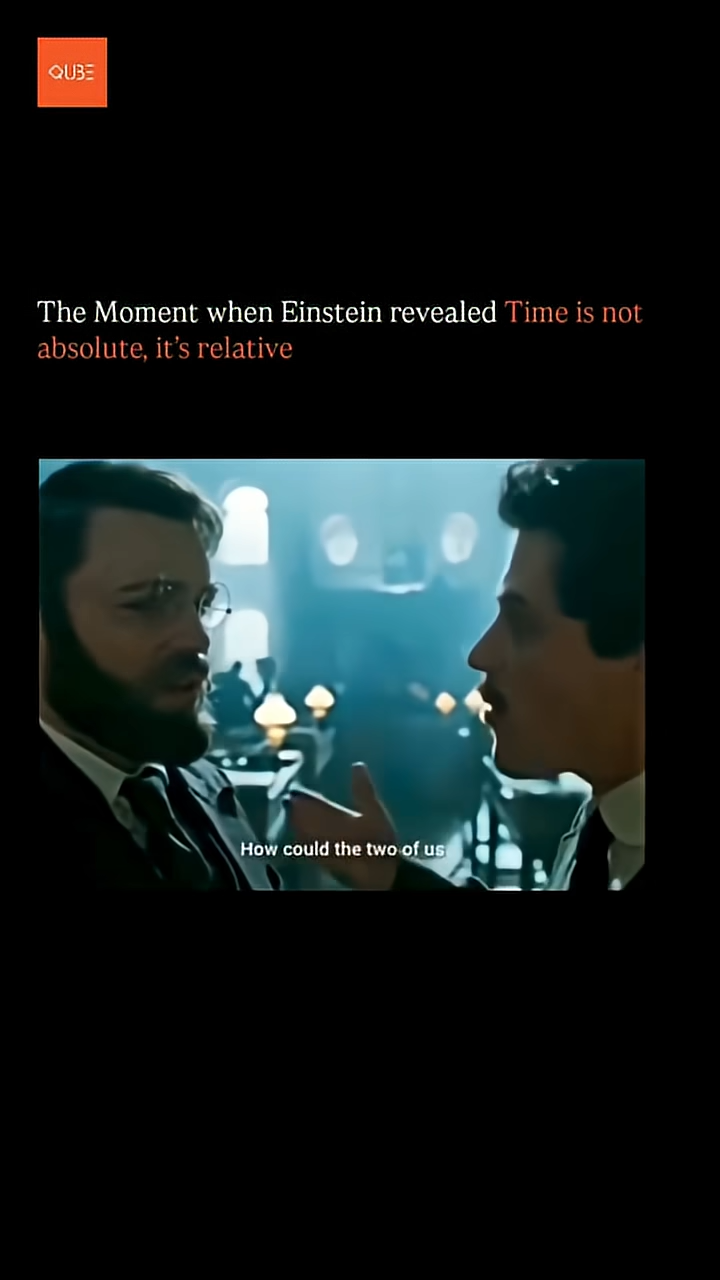 QUBE
The Moment when Einstein revealed Time is not
absolute, it’s relative
How could the two of us